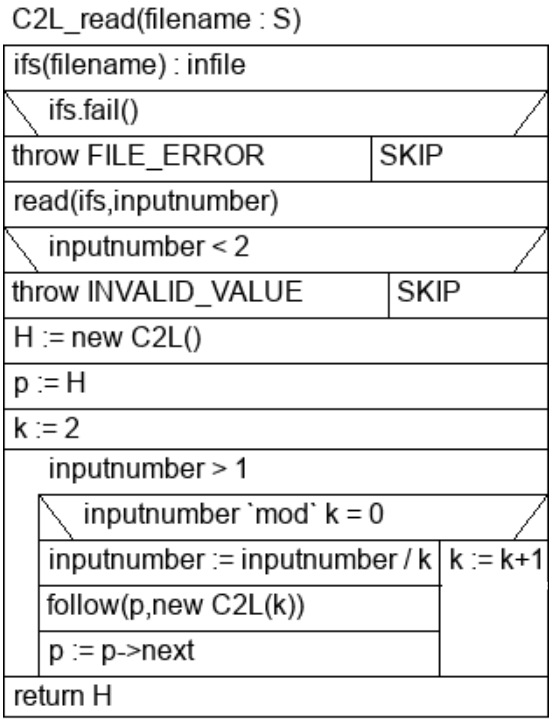 C2L_read(filename : S)
ifs(filename) : infile
ifs.fail()
throw FILE_ERROR SKIP
read(ifs,inputnumber)
inputnumber < 2
throw INVALID_VALUE SKIP
H := new C2L()
p := H
k := 2
inputnumber > 1
inputnumber `mod` k = 0
inputnumber := inputnumber / k k := k+1
follow(p,new C2L(k))
p := p->next
return H